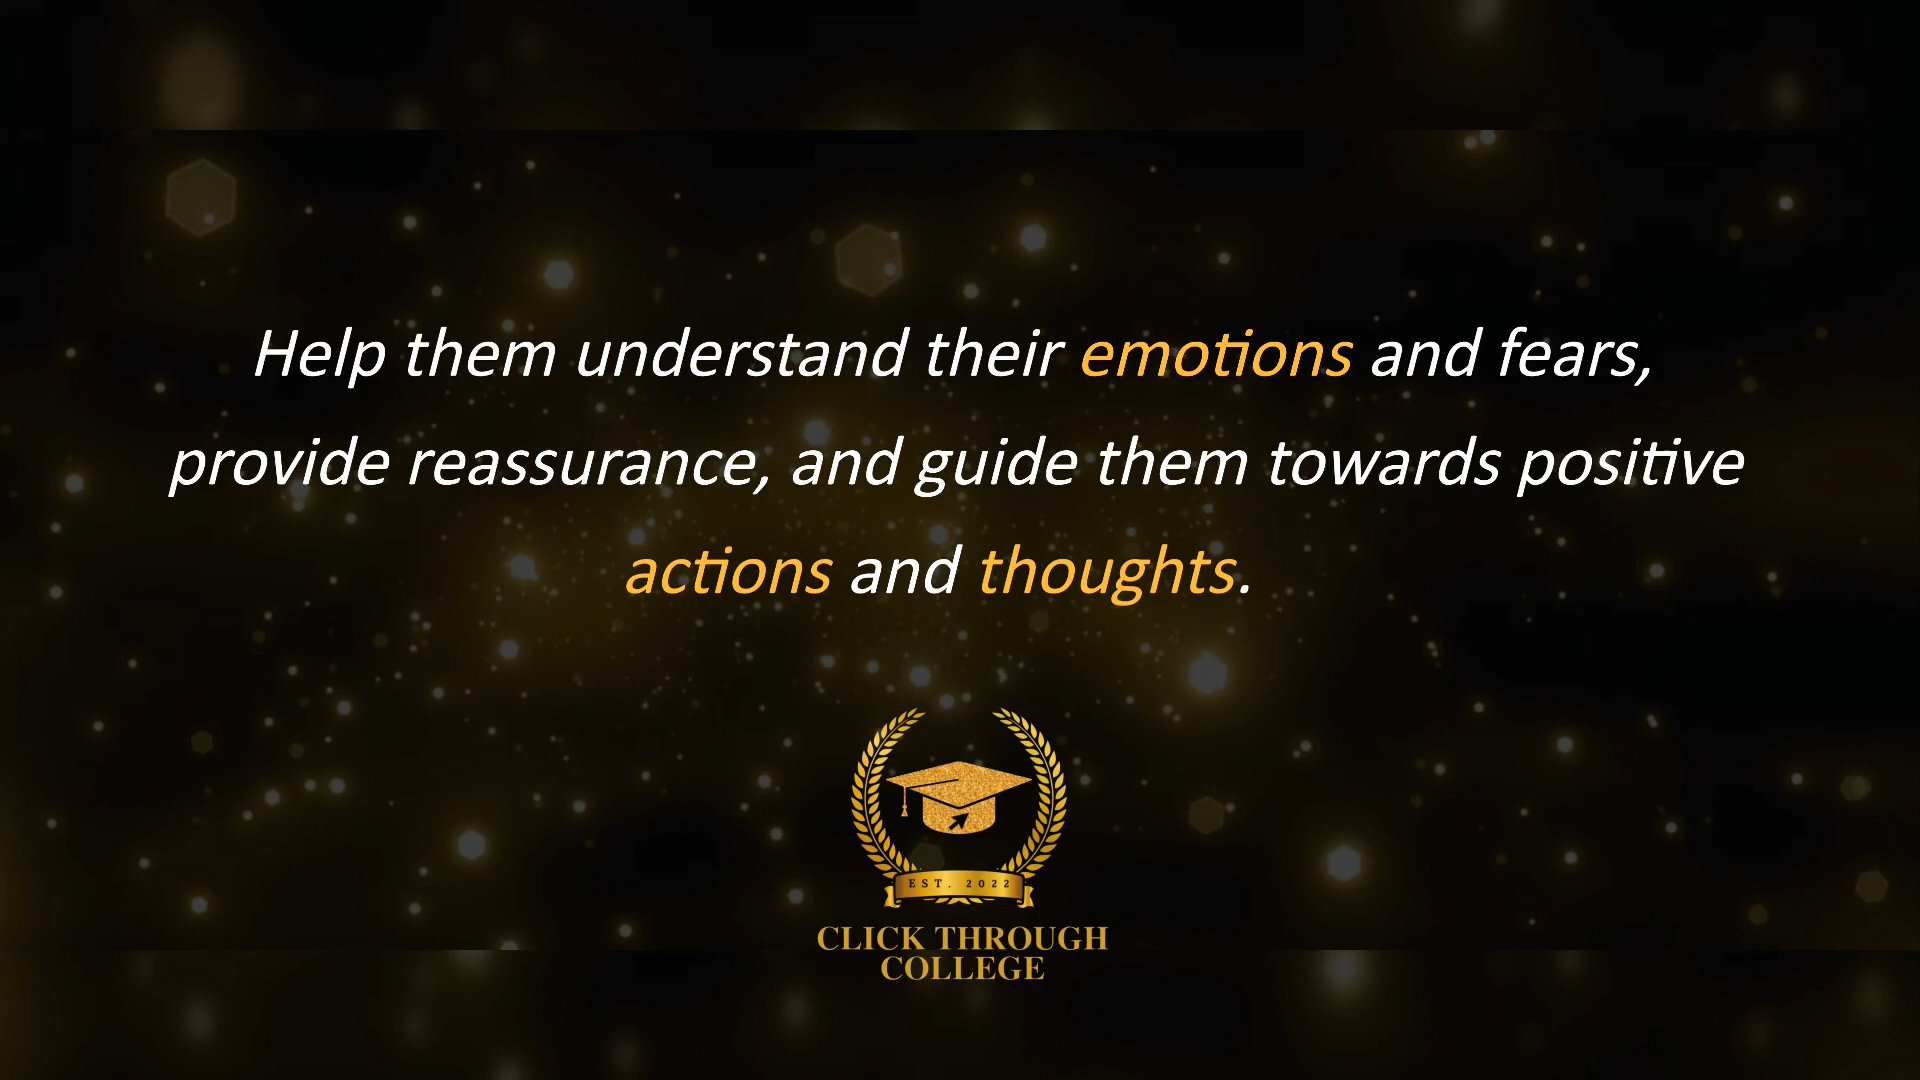 Help them understand their emotions and fears,
provide reassurance, and guide them towards positive
actions and thoughts.
EST. 2022
CLICK THROUGH
COLLEGE